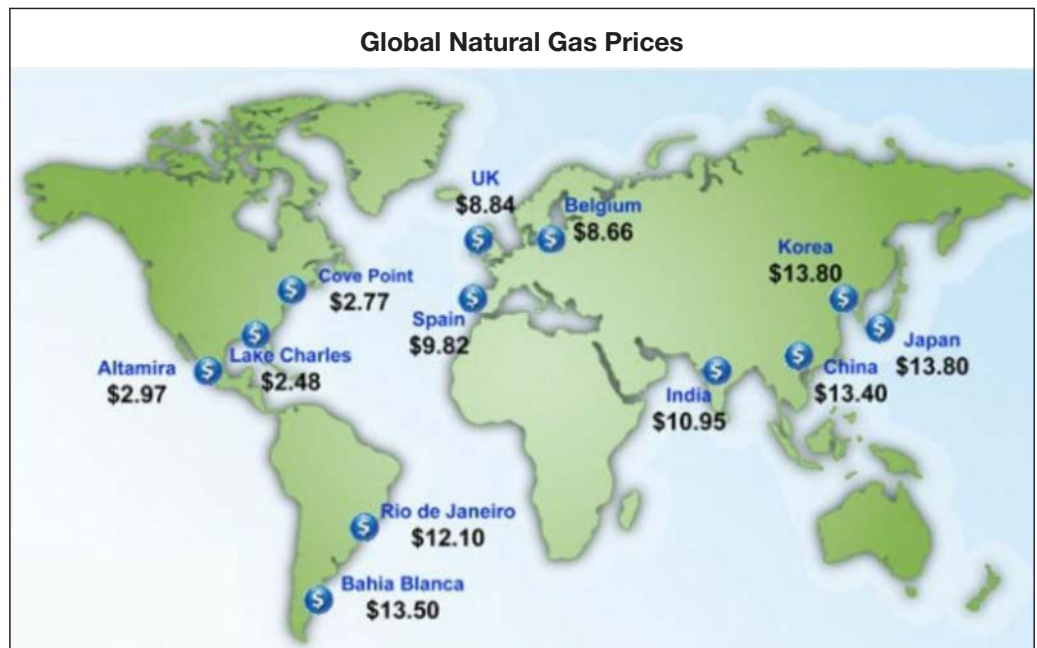 Global Natural Gas Prices
UK
$8.84
Belgium
$8.66
Korea
$13.80
Cove Point
$2.77
Spain
$9.82
Japan
$13.80
Altamira
$2.97
Lake Charles
$2.48
China
$13.40
India
$10.95
Rio de Janeiro
$12.10
Bahia Blanca
$13.50